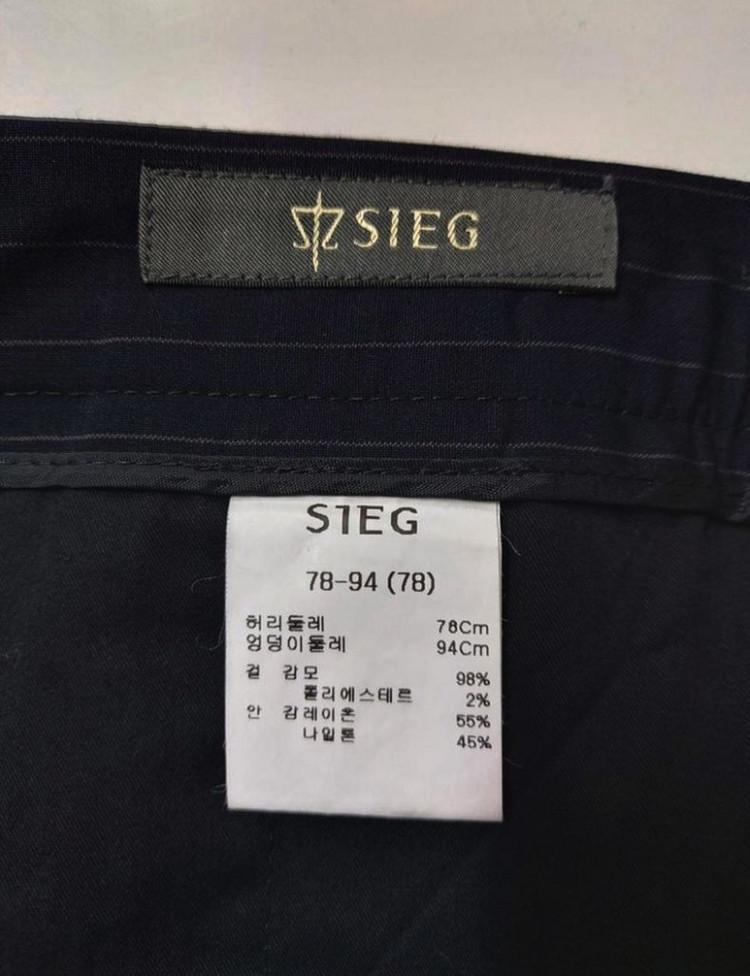 SIEG
SIEG
78-94 (78)
허리둘레 78Cm
엉덩이둘레 94Cm
겉 감모 98%
폴리에스테르 2%
안 감레이온 55%
나일론 45%